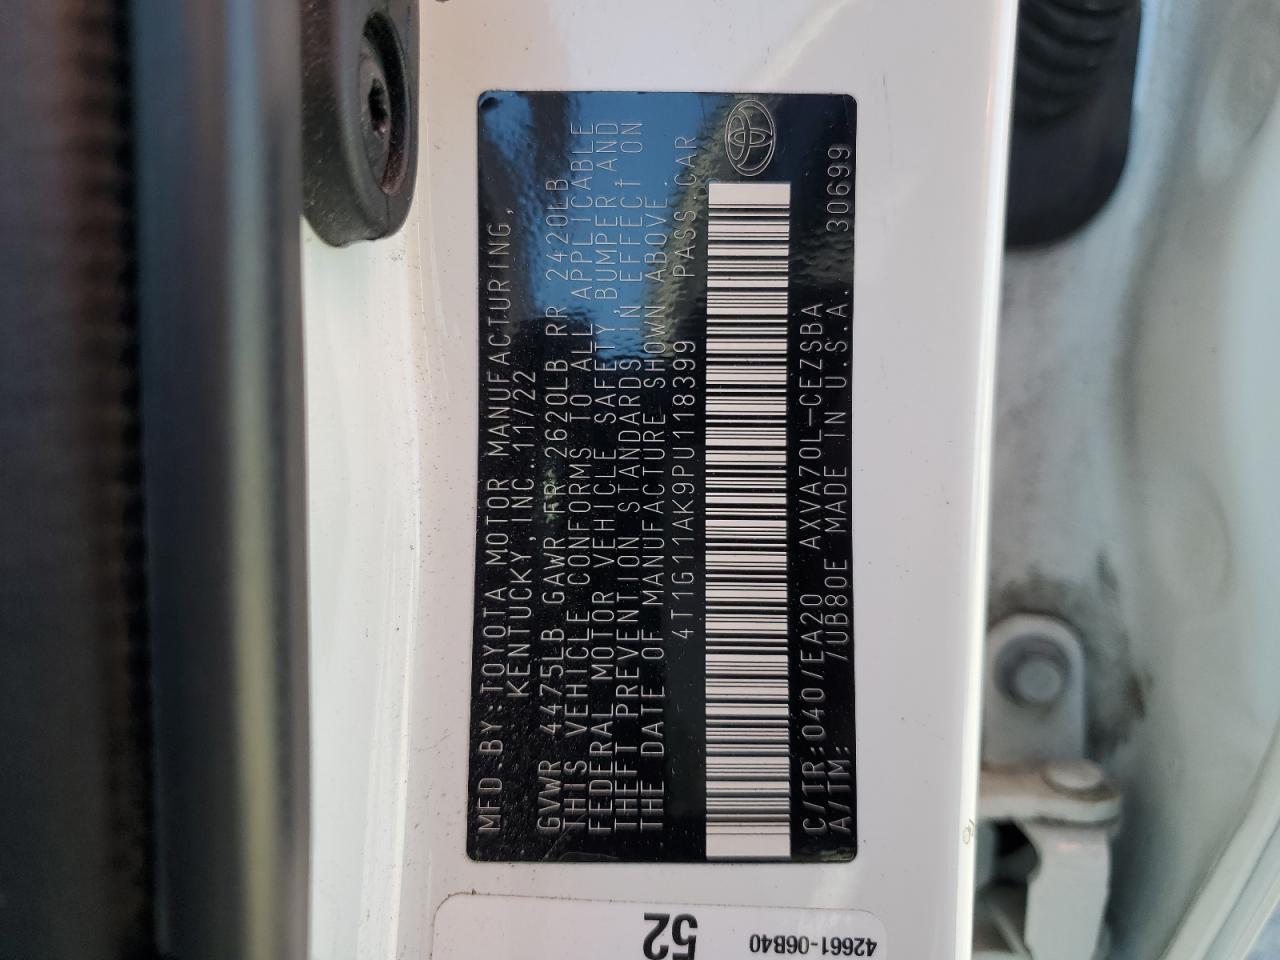 MFD.BY:TOYOTA MOTOR MANUFACTURING,
KENTUCKY,INC. 11/22
GVWR 4475LB GAWR FR 2620LB RR 2420LB
THIS VEHICLE CONFORMS TO ALL APPLICABLE
FEDERAL MOTOR VEHICLE SAFETY,BUMPER,AND
THEFT PREVENTION STANDARDS IN EFFECT ON
THE DATE OF MANUFACTURE SHOWN ABOVE.
4T1G11AK9PU118399 PASS.CAR
C/TR:040/EA20 AXVA70L-CEZSBA
A/TM: /UB80E MADE IN U.S.A. 30699
52
42661-06B40